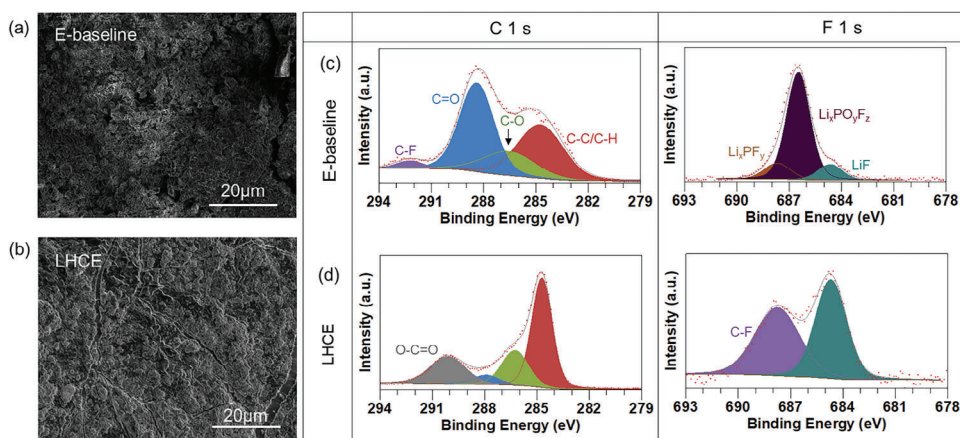 (a)
E-baseline
20μm
(b)
LHCE
20μm
C 1 s
F 1 s
E-baseline
(c)
Intensity (a.u.)
C-F
C=O
C-O
C-C/C-H
294 291 288 285 282 279
Binding Energy (eV)
Intensity (a.u.)
LiₓPFᵧ
LiₓPOᵧF_z
LiF
693 690 687 684 681 678
Binding Energy (eV)
LHCE
(d)
Intensity (a.u.)
O-C=O
294 291 288 285 282 279
Binding Energy (eV)
Intensity (a.u.)
C-F
693 690 687 684 681 678
Binding Energy (eV)